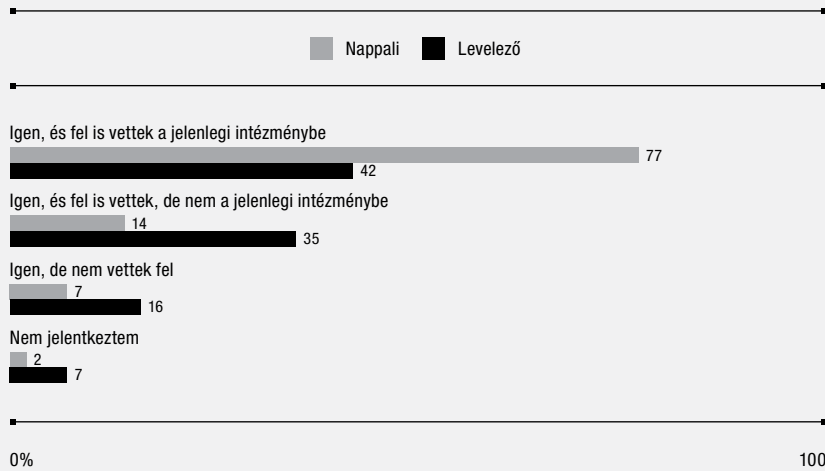 Nappali Levelező
Igen, és fel is vettek a jelenlegi intézménybe
77
42
Igen, és fel is vettek, de nem a jelenlegi intézménybe
14
35
Igen, de nem vettek fel
7
16
Nem jelentkeztem
2
7
0% 100